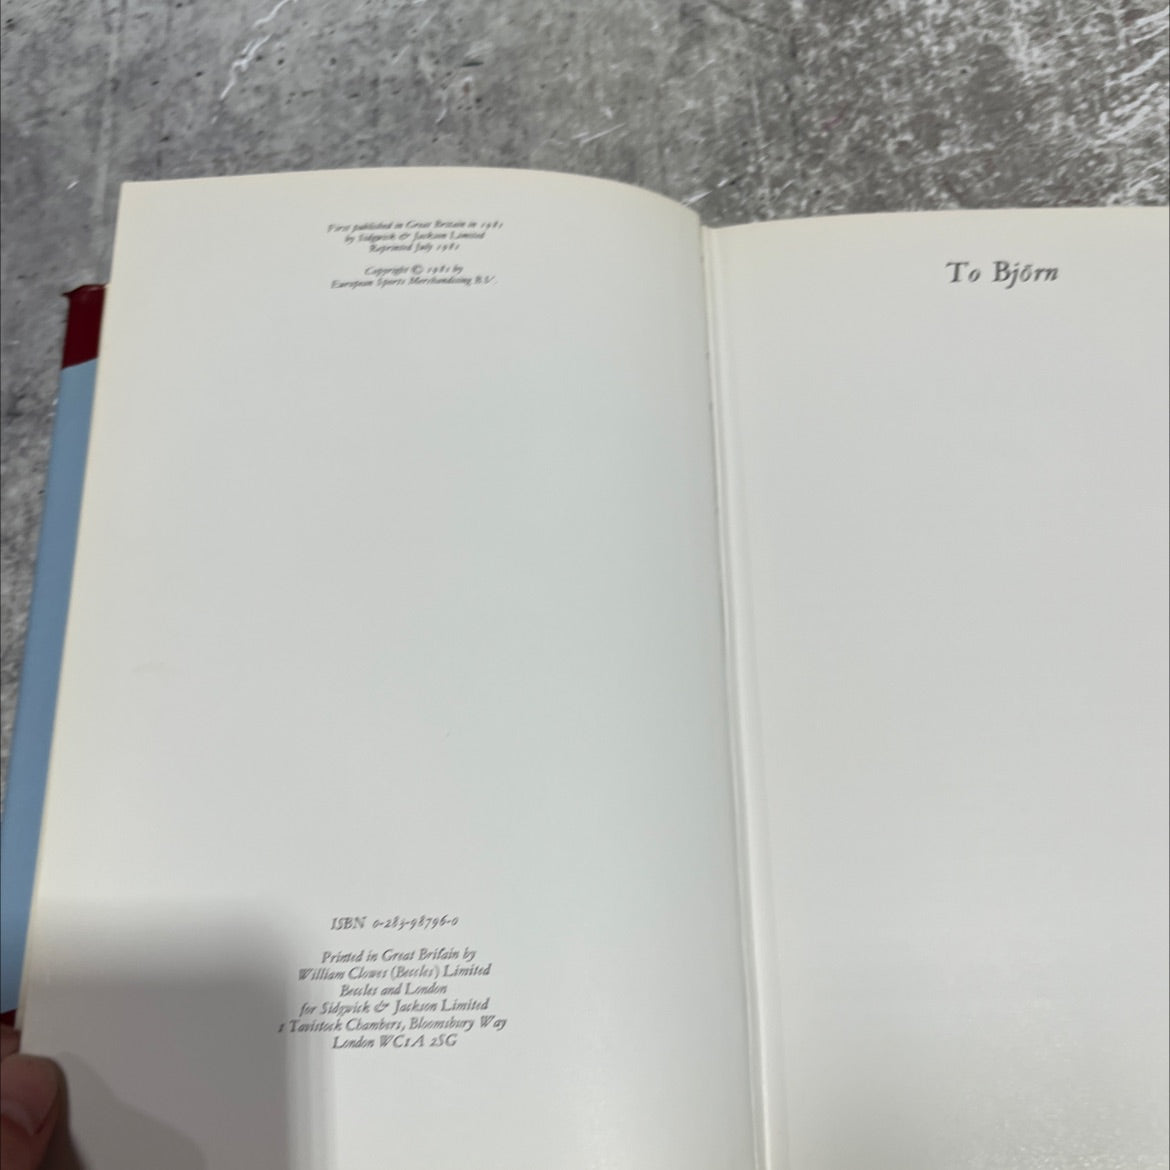 First published in Great Britain in 1981
by Sidgwick & Jackson Limited
Reprinted July 1981
Copyright © 1981 by
European Sports Merchandising B.V.
ISBN 0-283-98796-0
Printed in Great Britain by
William Clowes (Beccles) Limited
Beccles and London
for Sidgwick & Jackson Limited
1 Tavistock Chambers, Bloomsbury Way
London WC1A 2SG
To Björn